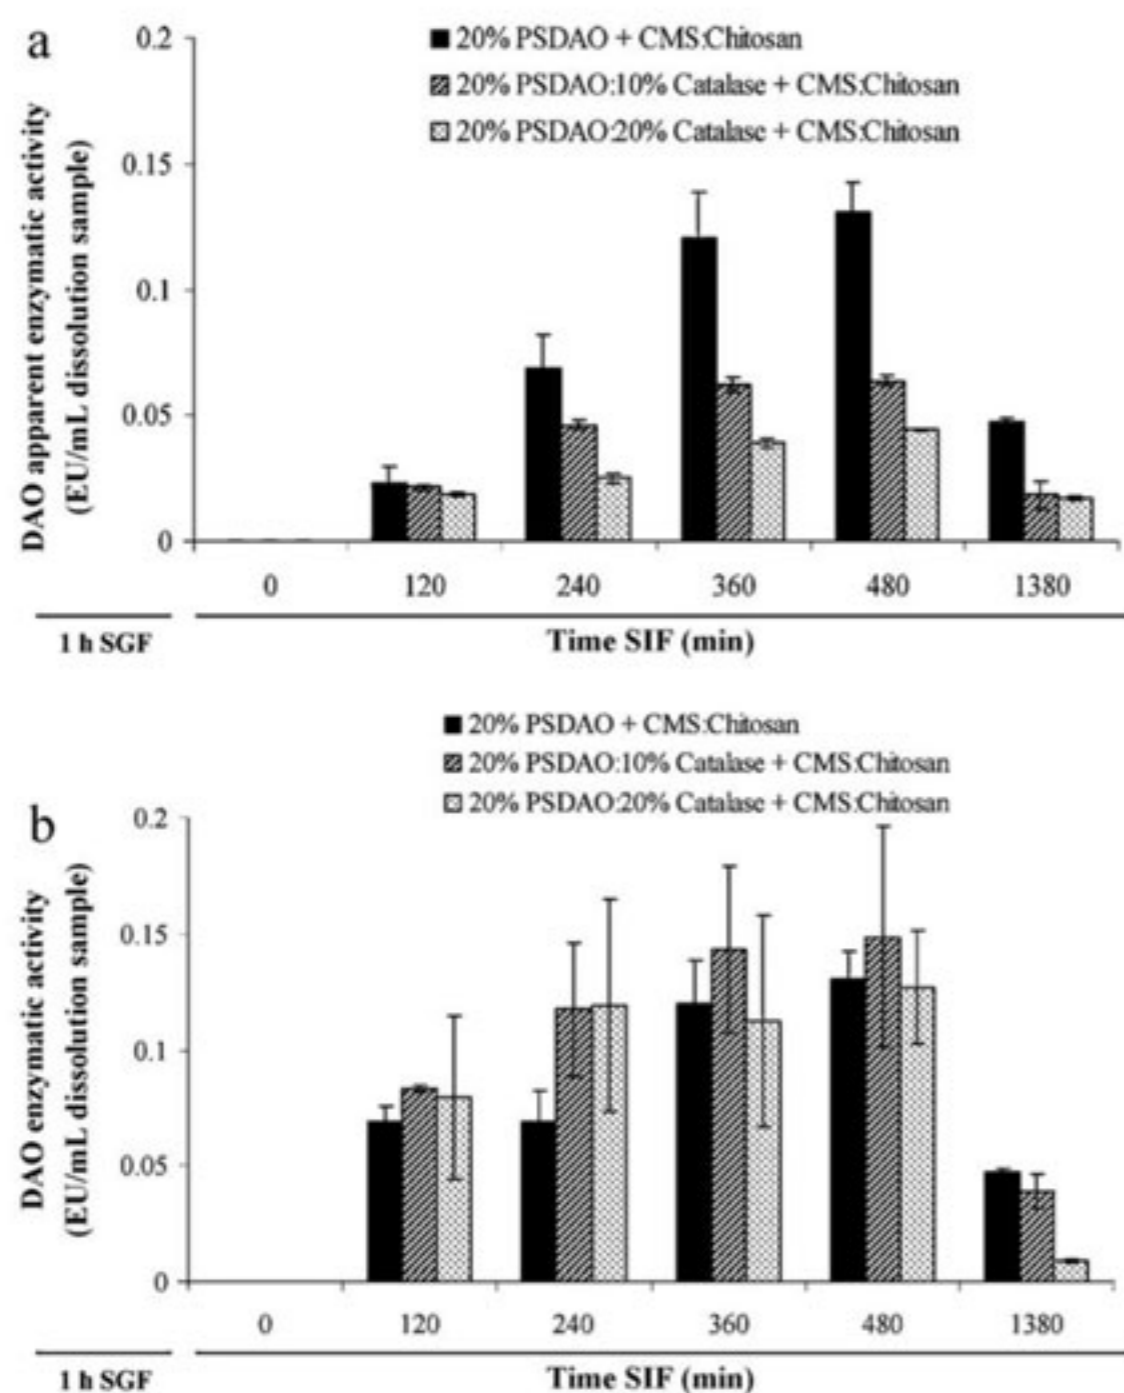 a
20% PSDAO + CMS:Chitosan
20% PSDAO:10% Catalase + CMS:Chitosan
20% PSDAO:20% Catalase + CMS:Chitosan
DAO apparent enzymatic activity
(EU/mL dissolution sample)
0.2
0.15
0.1
0.05
0
0 120 240 360 480 1380
1 h SGF Time SIF (min)
b
20% PSDAO + CMS:Chitosan
20% PSDAO:10% Catalase + CMS:Chitosan
20% PSDAO:20% Catalase + CMS:Chitosan
DAO enzymatic activity
(EU/mL dissolution sample)
0.2
0.15
0.1
0.05
0
0 120 240 360 480 1380
1 h SGF Time SIF (min)